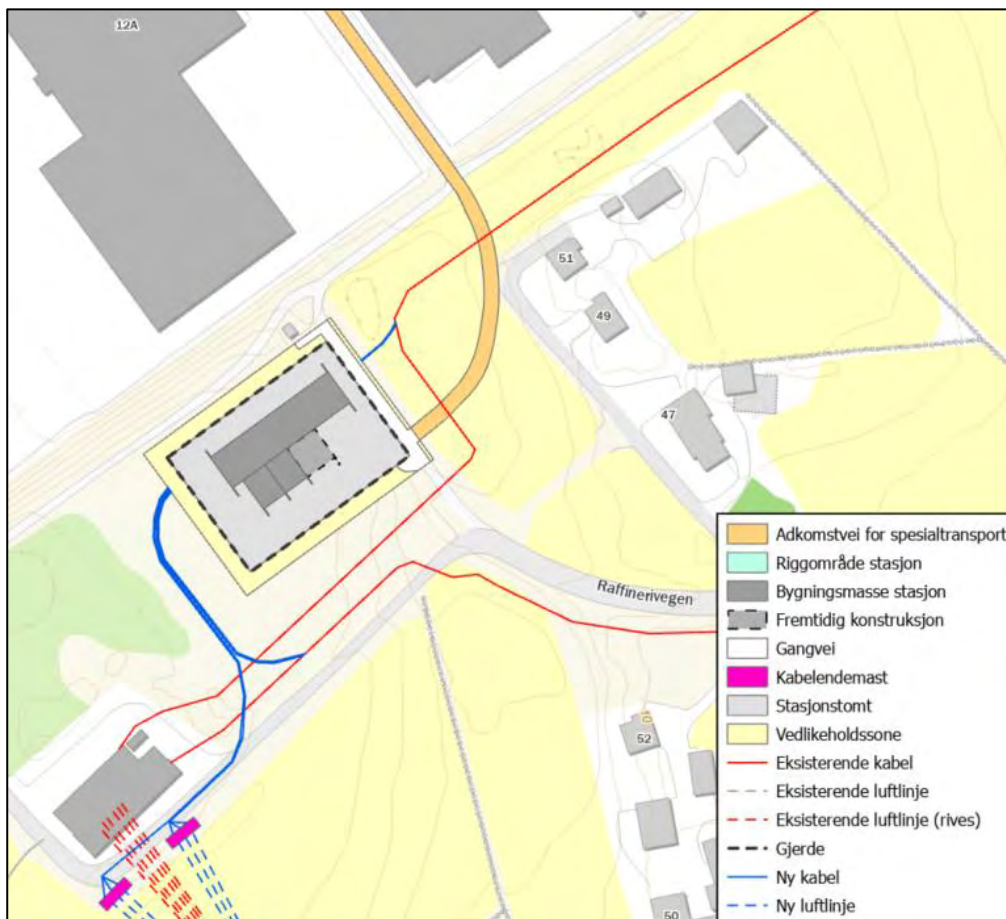 12A
51
49
47
Raffinerivegen
10
52
50
Adkomstvei for spesialtransport
Riggområde stasjon
Bygningsmasse stasjon
Fremtidig konstruksjon
Gangvei
Kabelendemast
Stasjonstomt
Vedlikeholdssone
Eksisterende kabel
Eksisterende luftlinje
Eksisterende luftlinje (rives)
Gjerde
Ny kabel
Ny luftlinje